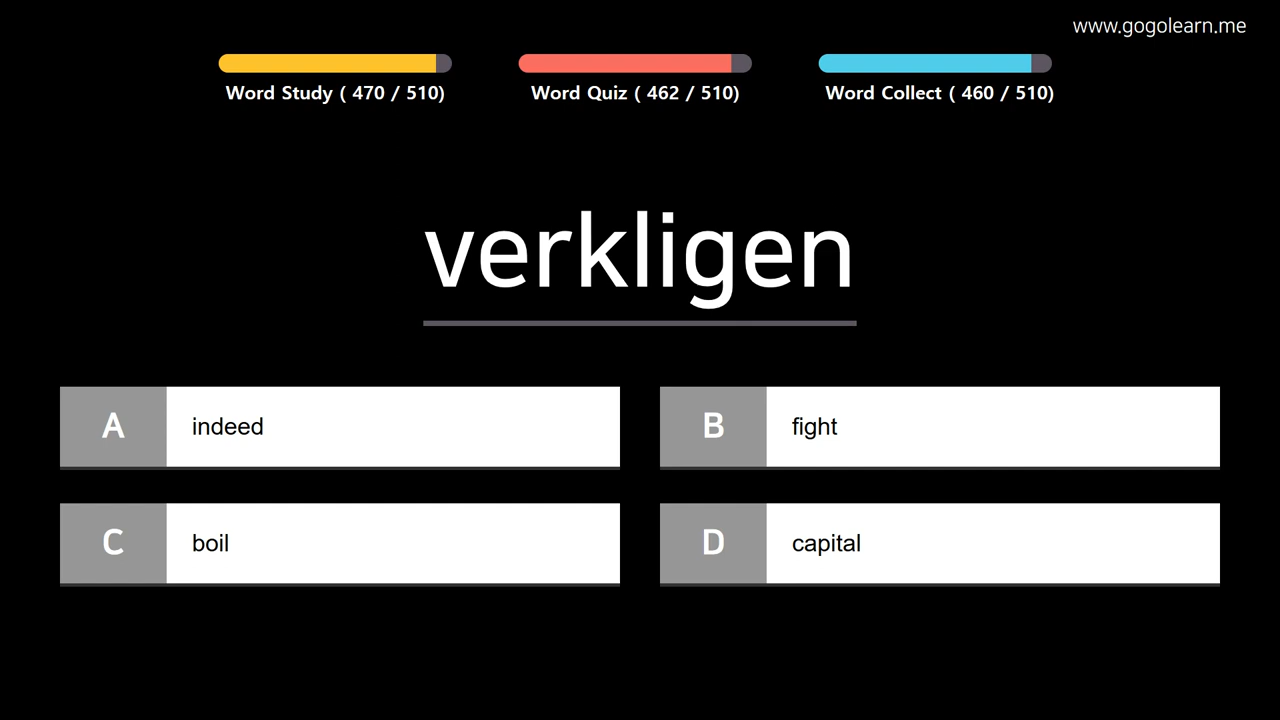 www.gogolearn.me
Word Study ( 470 / 510)
Word Quiz ( 462 / 510)
Word Collect ( 460 / 510)
verkligen
A indeed
B fight
C boil
D capital